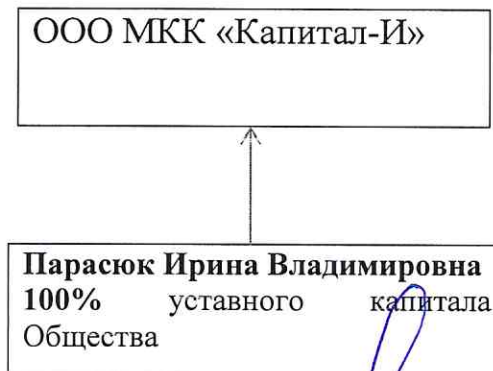 ООО МКК «Капитал-И»
Парасюк Ирина Владимировна
100% уставного капитала
Общества